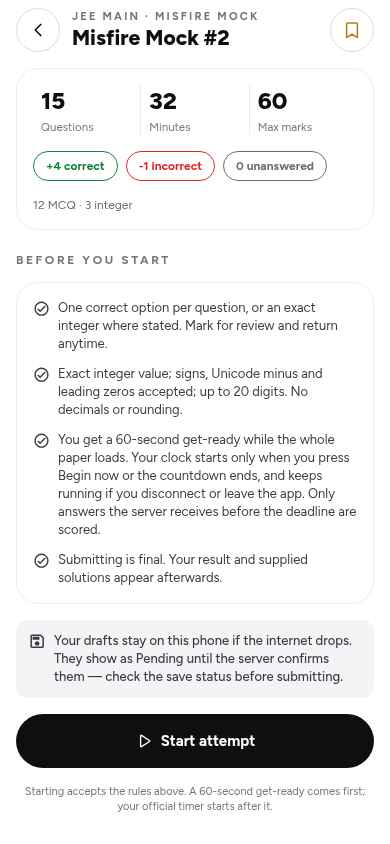 JEE MAIN · MISFIRE MOCK
Misfire Mock #2
15
Questions
32
Minutes
60
Max marks
+4 correct
-1 incorrect
0 unanswered
12 MCQ · 3 integer
BEFORE YOU START
One correct option per question, or an exact
integer where stated. Mark for review and return
anytime.
Exact integer value; signs, Unicode minus and
leading zeros accepted; up to 20 digits. No
decimals or rounding.
You get a 60-second get-ready while the whole
paper loads. Your clock starts only when you press
Begin now or the countdown ends, and keeps
running if you disconnect or leave the app. Only
answers the server receives before the deadline are
scored.
Submitting is final. Your result and supplied
solutions appear afterwards.
Your drafts stay on this phone if the internet drops.
They show as Pending until the server confirms
them — check the save status before submitting.
Start attempt
Starting accepts the rules above. A 60-second get-ready comes first;
your official timer starts after it.